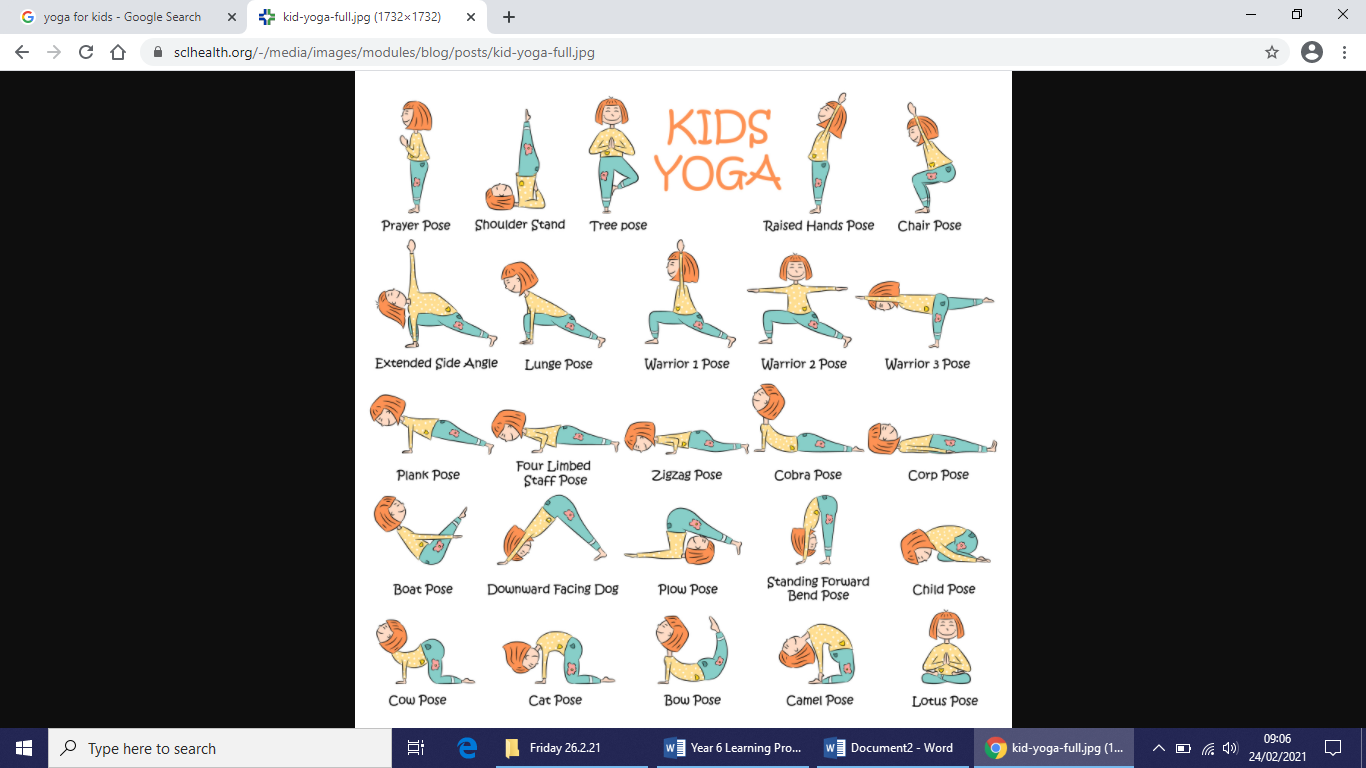 yoga for kids - Google Search
kid-yoga-full.jpg (1732×1732)
sclhealth.org/-/media/images/modules/blog/posts/kid-yoga-full.jpg
KIDS
YOGA
Prayer Pose
Shoulder Stand
Tree pose
Raised Hands Pose
Chair Pose
Extended Side Angle
Lunge Pose
Warrior 1 Pose
Warrior 2 Pose
Warrior 3 Pose
Plank Pose
Four Limbed
Staff Pose
Zigzag Pose
Cobra Pose
Corp Pose
Boat Pose
Downward Facing Dog
Plow Pose
Standing Forward
Bend Pose
Child Pose
Cow Pose
Cat Pose
Bow Pose
Camel Pose
Lotus Pose
Type here to search
Friday 26.2.21
Year 6 Learning Pro...
Document2 - Word
kid-yoga-full.jpg (1...
09:06
24/02/2021